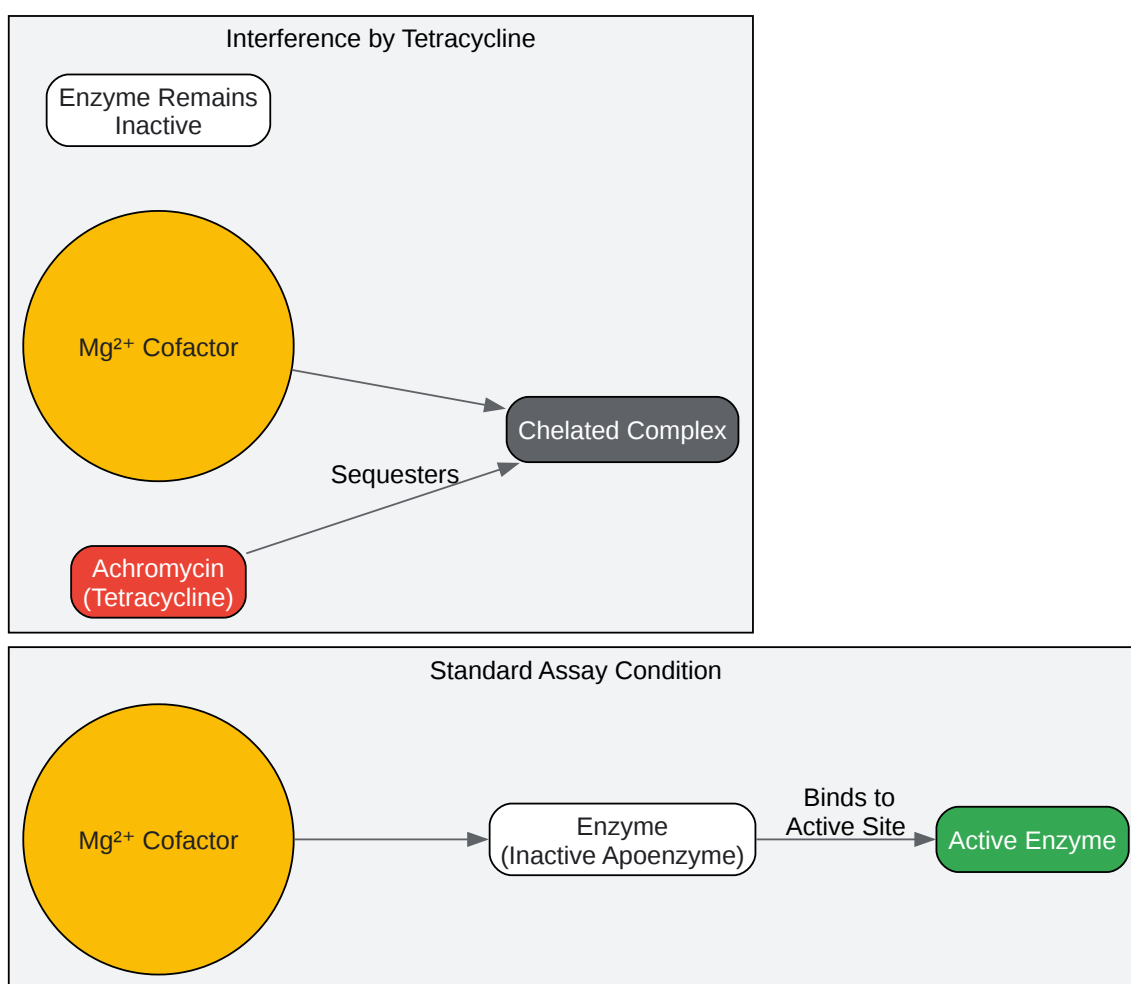 Interference by Tetracycline
Enzyme Remains
Inactive
Mg²⁺ Cofactor
Chelated Complex
Sequesters
Achromycin
(Tetracycline)
Standard Assay Condition
Mg²⁺ Cofactor
Enzyme
(Inactive Apoenzyme)
Binds to
Active Site
Active Enzyme